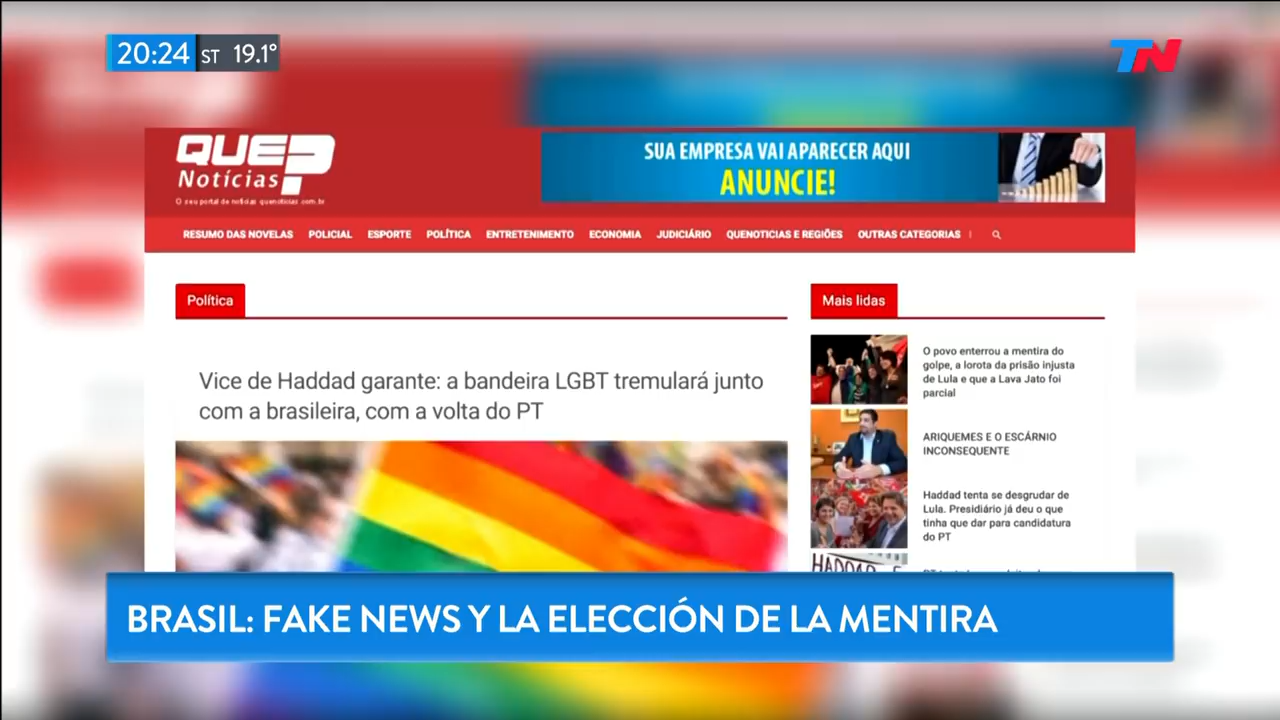 20:24 ST 19.1°
TN
QUE?
Notícias
O seu portal de notícias quenoticias.com.br
SUA EMPRESA VAI APARECER AQUI
ANUNCIE!
RESUMO DAS NOVELAS POLICIAL ESPORTE POLÍTICA ENTRETENIMENTO ECONOMIA JUDICIÁRIO QUENOTICIAS E REGIÕES OUTRAS CATEGORIAS
Política
Vice de Haddad garante: a bandeira LGBT tremulará junto
com a brasileira, com a volta do PT
Mais lidas
O povo enterrou a mentira do
golpe, a lorota da prisão injusta
de Lula e que a Lava Jato foi
parcial
ARIQUEMES E O ESCÁRNIO
INCONSEQUENTE
Haddad tenta se desgrudar de
Lula. Presidiário já deu o que
tinha que dar para candidatura
do PT
HADDAD
BRASIL: FAKE NEWS Y LA ELECCIÓN DE LA MENTIRA